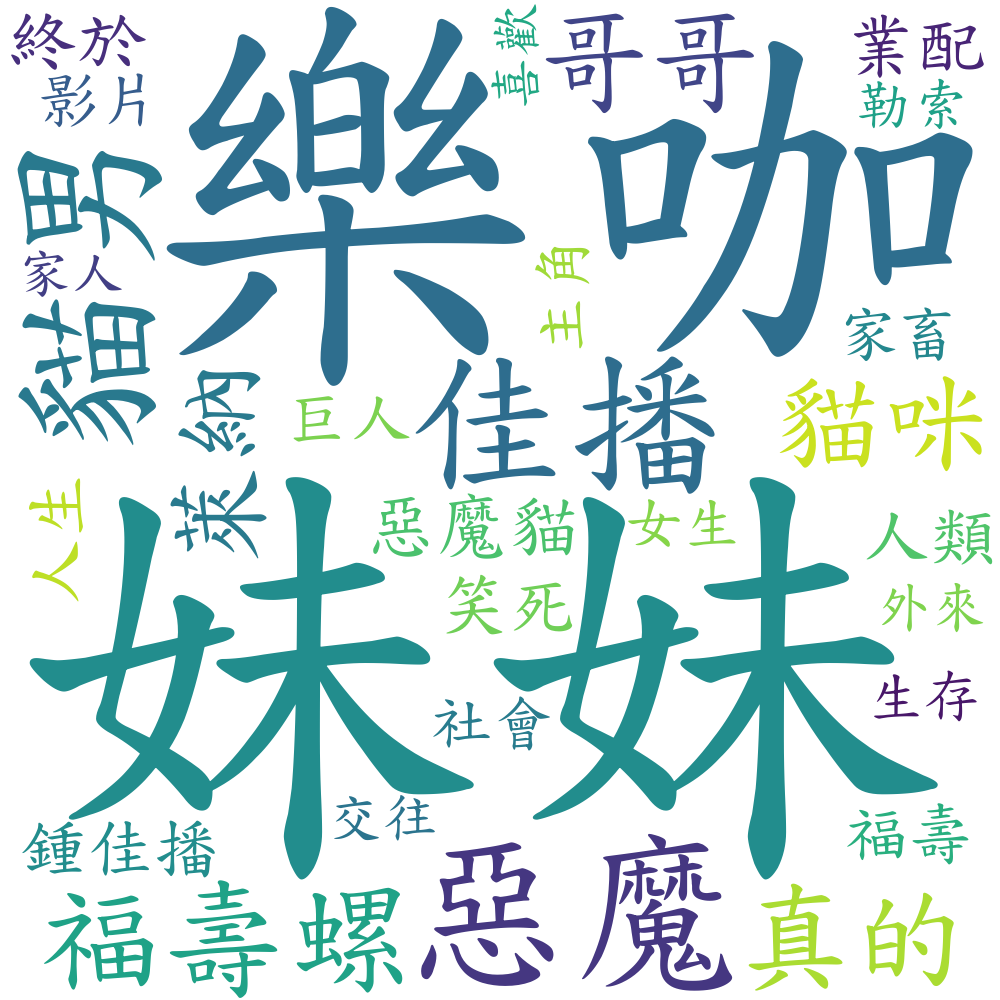 終於
影片
樂咖
喜歡
哥哥
業配
勒索
貓男
家人
主角
家畜
萊納
巨人
佳播
貓咪
人生
妹妹
惡魔貓
女生
人類
笑死
外來
社會
生存
鍾佳播
交往
福壽
福壽螺
惡魔
真的